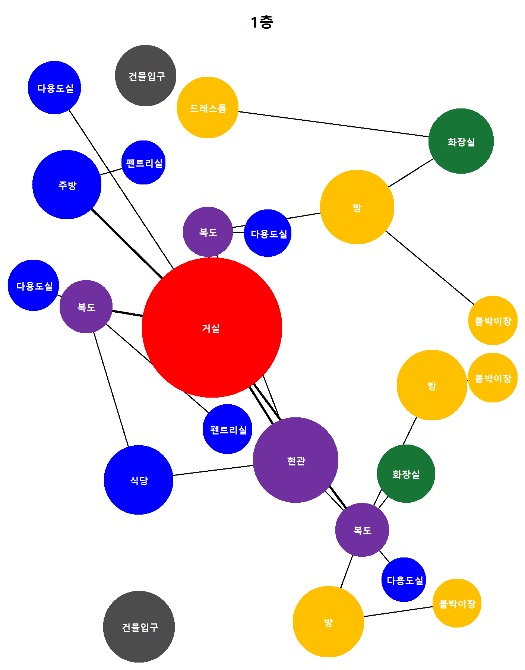 1층
건물입구
다용도실
드레스룸
화장실
팬트리실
주방
방
복도
다용도실
다용도실
복도
거실
붙박이장
붙박이장
방
팬트리실
현관
화장실
식당
복도
다용도실
붙박이장
방
건물입구